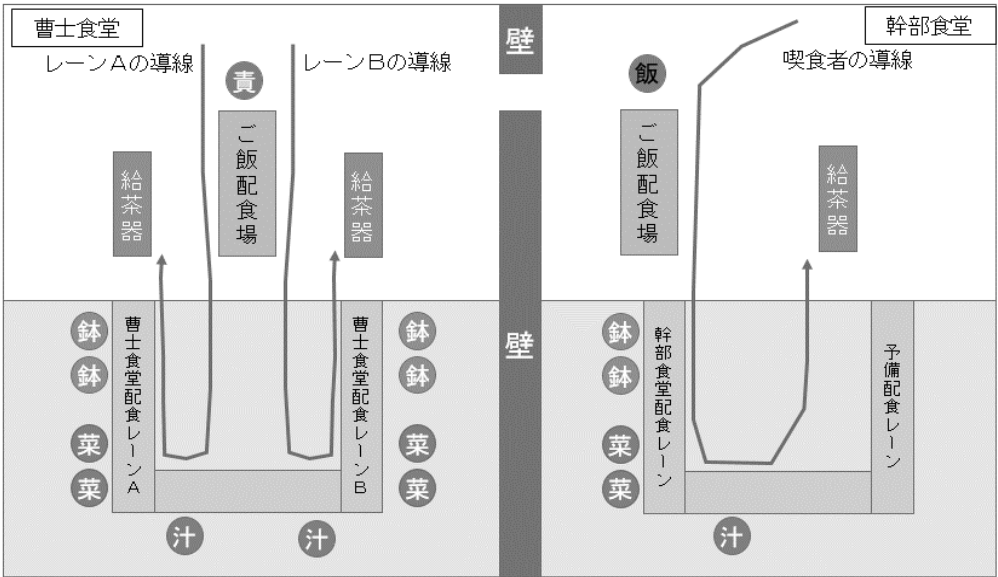 曹士食堂
レーンAの導線
レーンBの導線
責
ご飯配食場
給茶器
給茶器
鉢
鉢
菜
菜
曹士食堂配食レーンA
曹士食堂配食レーンB
鉢
鉢
菜
菜
汁
汁
壁
壁
幹部食堂
喫食者の導線
飯
ご飯配食場
給茶器
鉢
鉢
菜
菜
幹部食堂配食レーン
予備配食レーン
汁